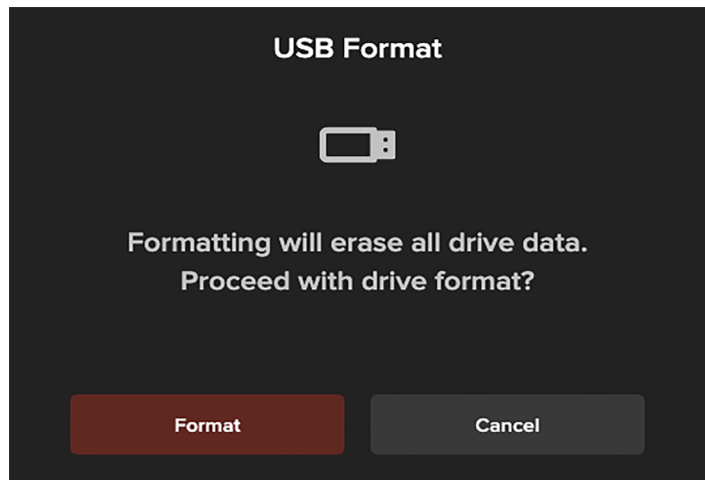 USB Format
Formatting will erase all drive data.
Proceed with drive format?
Format
Cancel